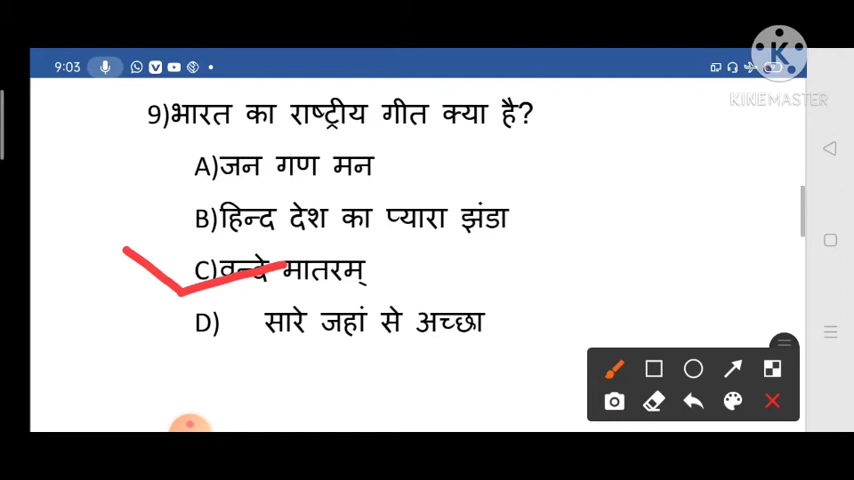 9:03
K
KINEMASTER
9)भारत का राष्ट्रीय गीत क्या है?
A)जन गण मन
B)हिन्द देश का प्यारा झंडा
C)वन्दे मातरम्
D) सारे जहां से अच्छा